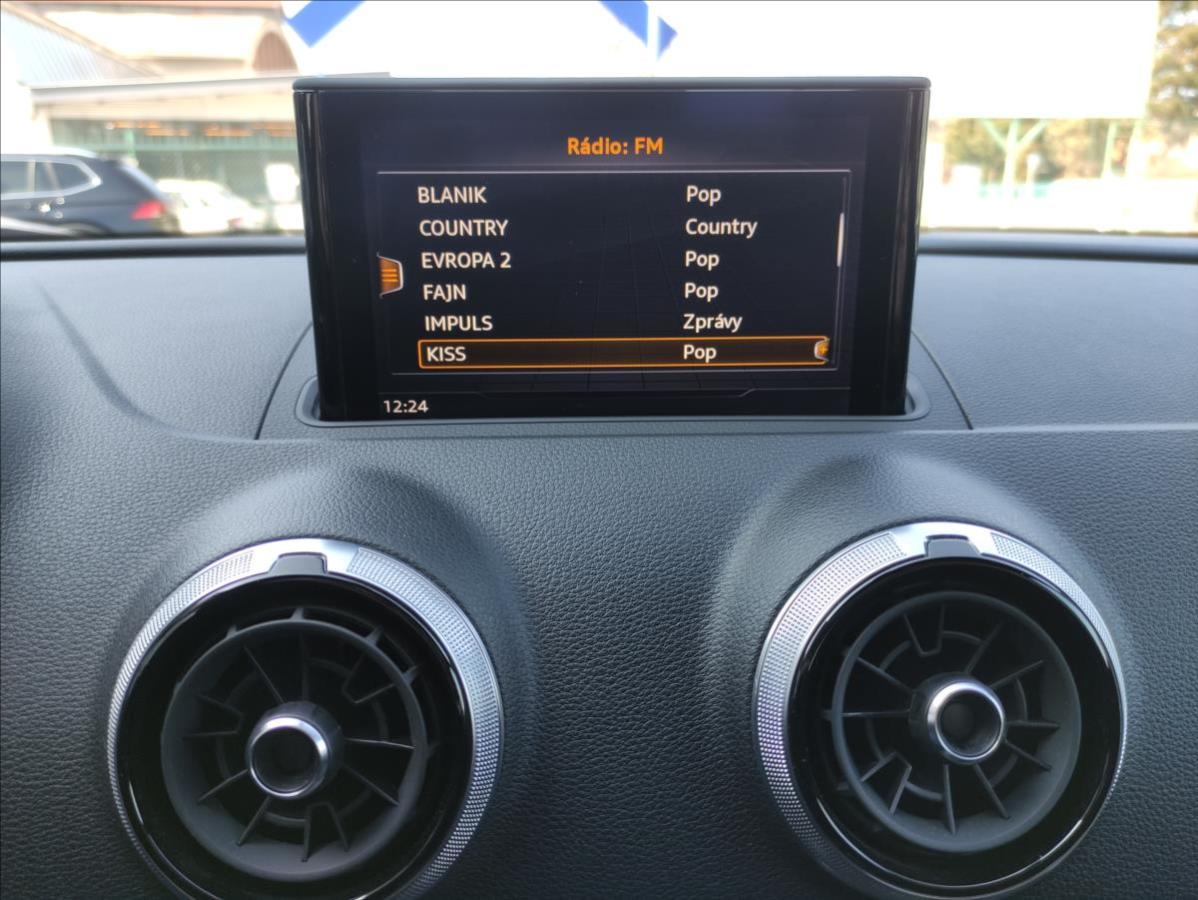 Rádio: FM
BLANIK Pop
COUNTRY Country
EVROPA 2 Pop
FAJN Pop
IMPULS Zprávy
KISS Pop
12:24